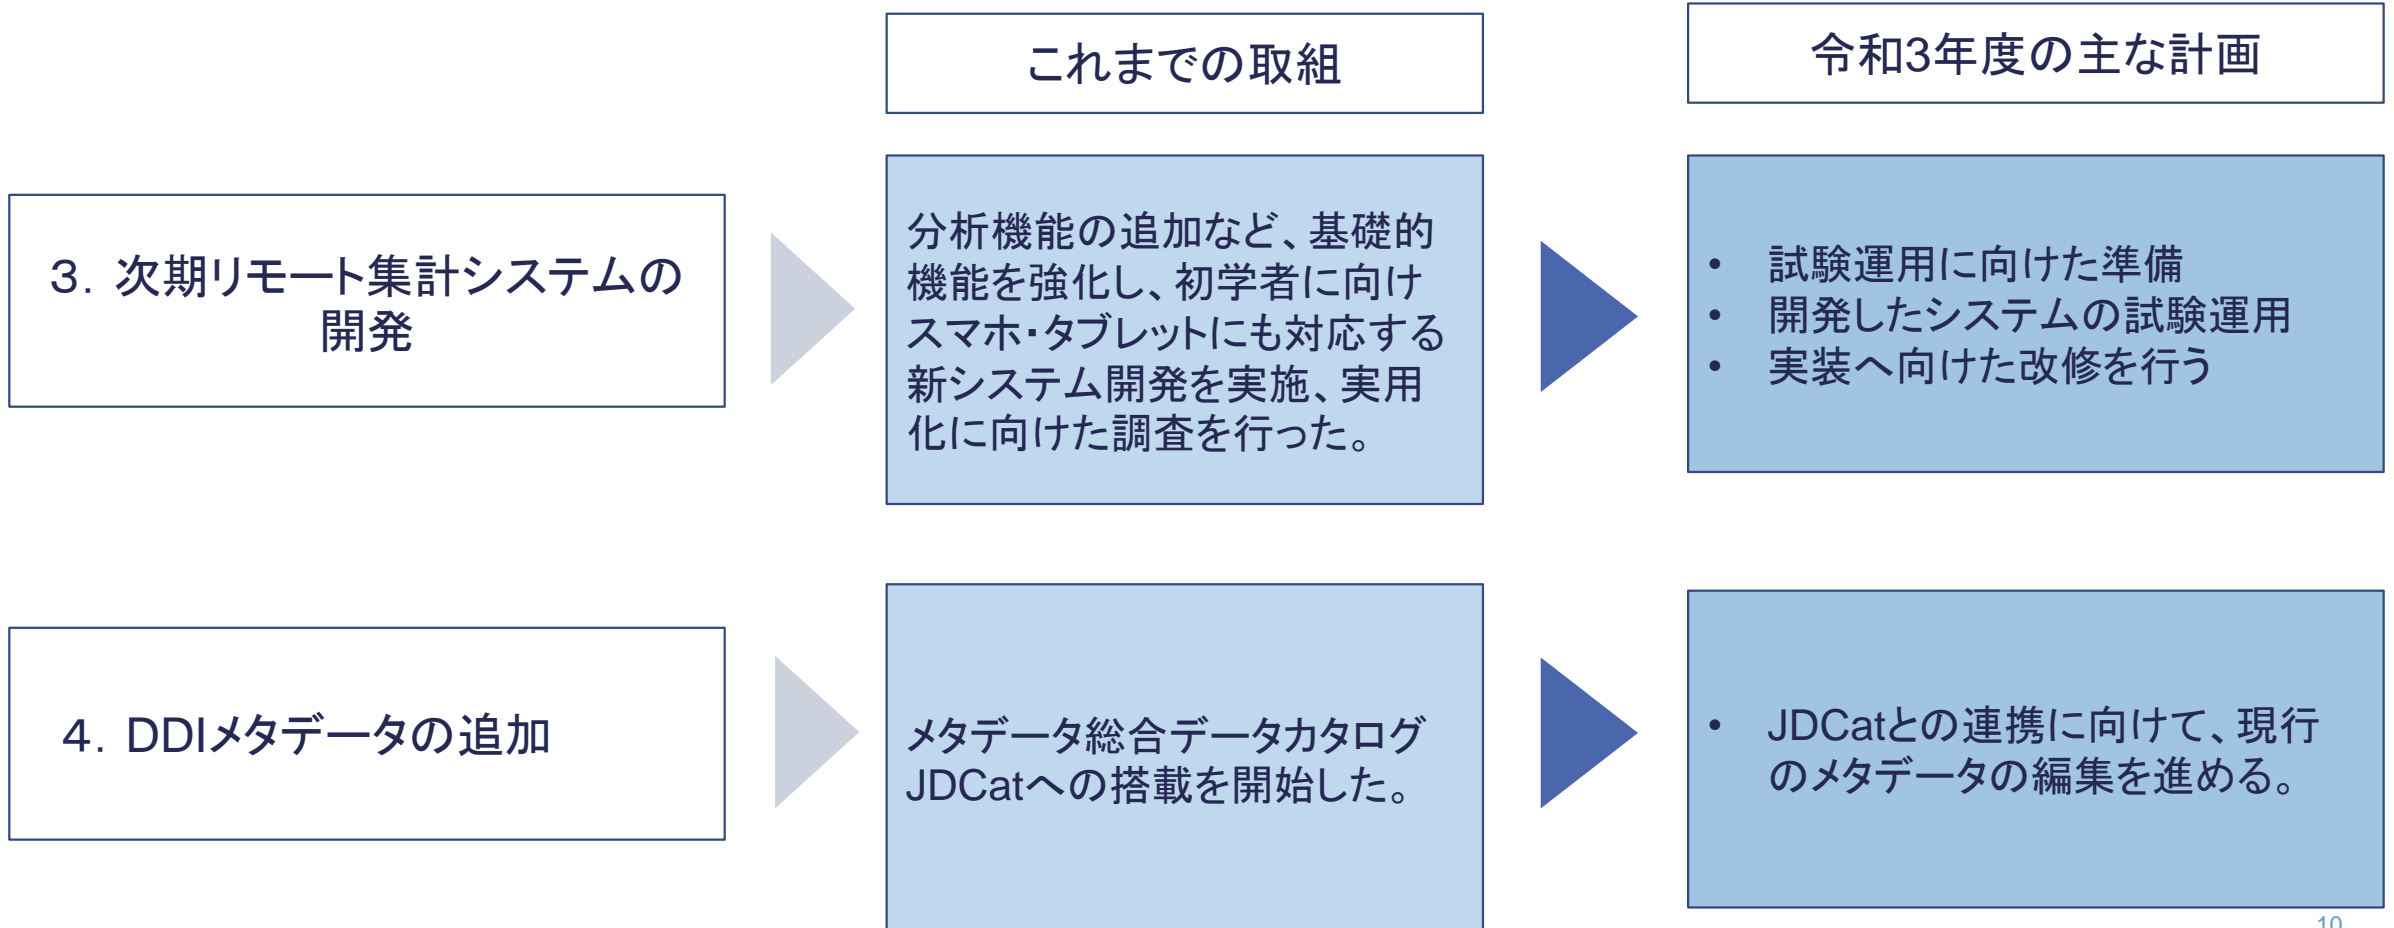 これまでの取組
令和3年度の主な計画
３．次期リモート集計システムの
開発
分析機能の追加など、基礎的
機能を強化し、初学者に向け
スマホ・タブレットにも対応する
新システム開発を実施、実用
化に向けた調査を行った。
• 試験運用に向けた準備
• 開発したシステムの試験運用
• 実装へ向けた改修を行う
４．DDIメタデータの追加
メタデータ総合データカタログ
JDCatへの搭載を開始した。
• JDCatとの連携に向けて、現行
のメタデータの編集を進める。
10